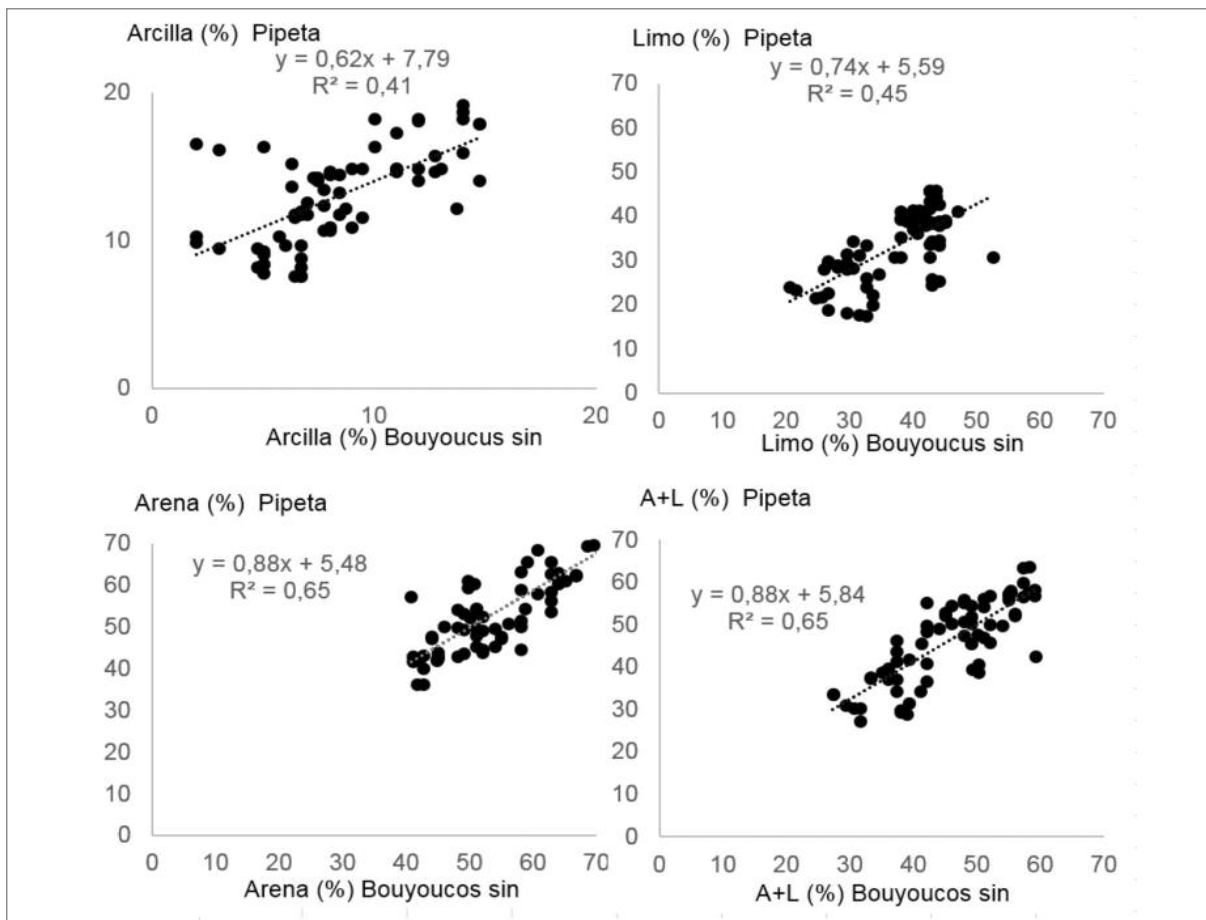 Arcilla (%) Pipeta
y = 0,62x + 7,79
R² = 0,41
20
10
0
0 10 20
Arcilla (%) Bouyoucus sin
Limo (%) Pipeta
y = 0,74x + 5,59
R² = 0,45
70
60
50
40
30
20
10
0
0 10 20 30 40 50 60 70
Limo (%) Bouyoucus sin
Arena (%) Pipeta
y = 0,88x + 5,48
R² = 0,65
70
60
50
40
30
20
10
0
0 10 20 30 40 50 60 70
Arena (%) Bouyoucos sin
A+L (%) Pipeta
y = 0,88x + 5,84
R² = 0,65
70
60
50
40
30
20
10
0
0 10 20 30 40 50 60 70
A+L (%) Bouyoucos sin